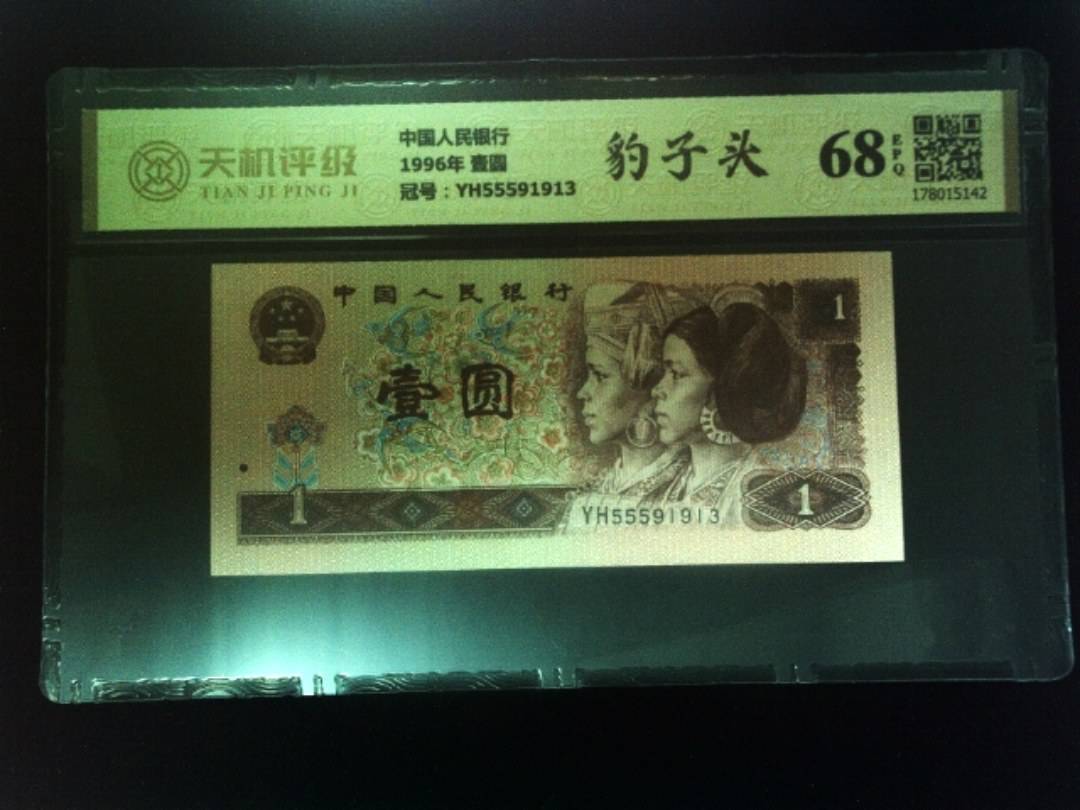 天机评级
TIAN JI PING JI
中国人民银行
1996年 壹圆
冠号：YH55591913
豹子头
68
EPQ
178015142
中国人民银行
1
壹圆
1
YH55591913
1